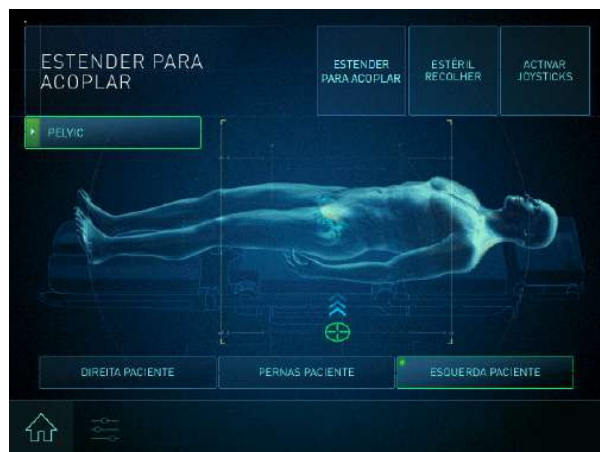 ESTENDER PARA
ACOPLAR
ESTENDER
PARA ACOPLAR
ESTÉRIL
RECOLHER
ACTIVAR
JOYSTICKS
PELVIC
DIREITA PACIENTE
PERNAS PACIENTE
ESQUERDA PACIENTE